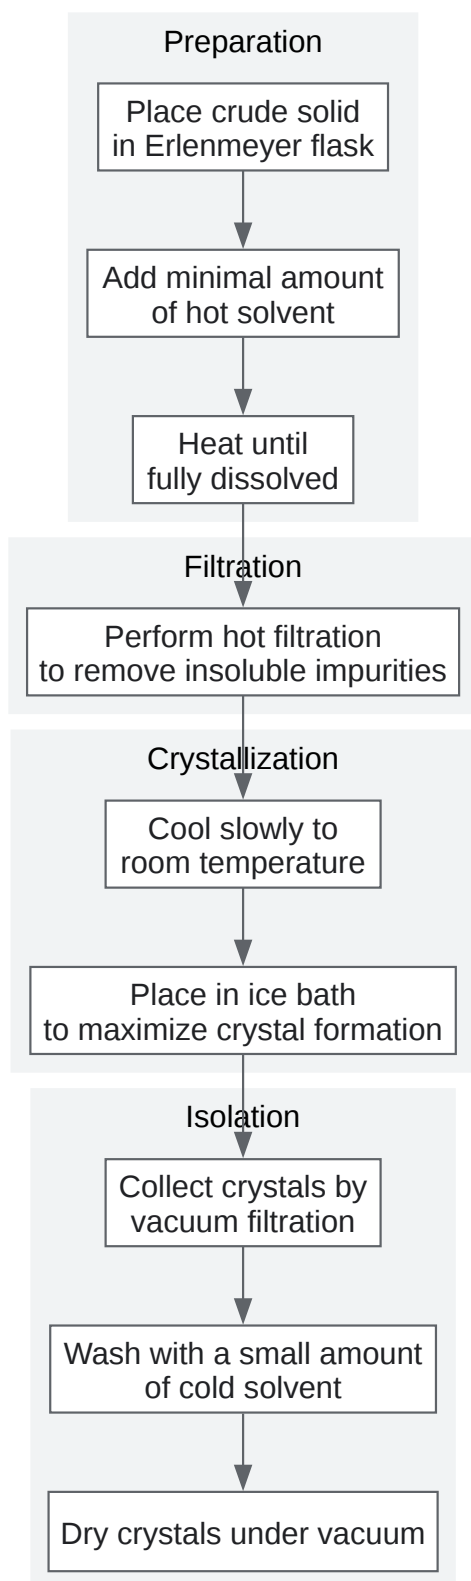 Preparation
Place crude solid
in Erlenmeyer flask
Add minimal amount
of hot solvent
Heat until
fully dissolved
Filtration
Perform hot filtration
to remove insoluble impurities
Crystallization
Cool slowly to
room temperature
Place in ice bath
to maximize crystal formation
Isolation
Collect crystals by
vacuum filtration
Wash with a small amount
of cold solvent
Dry crystals under vacuum